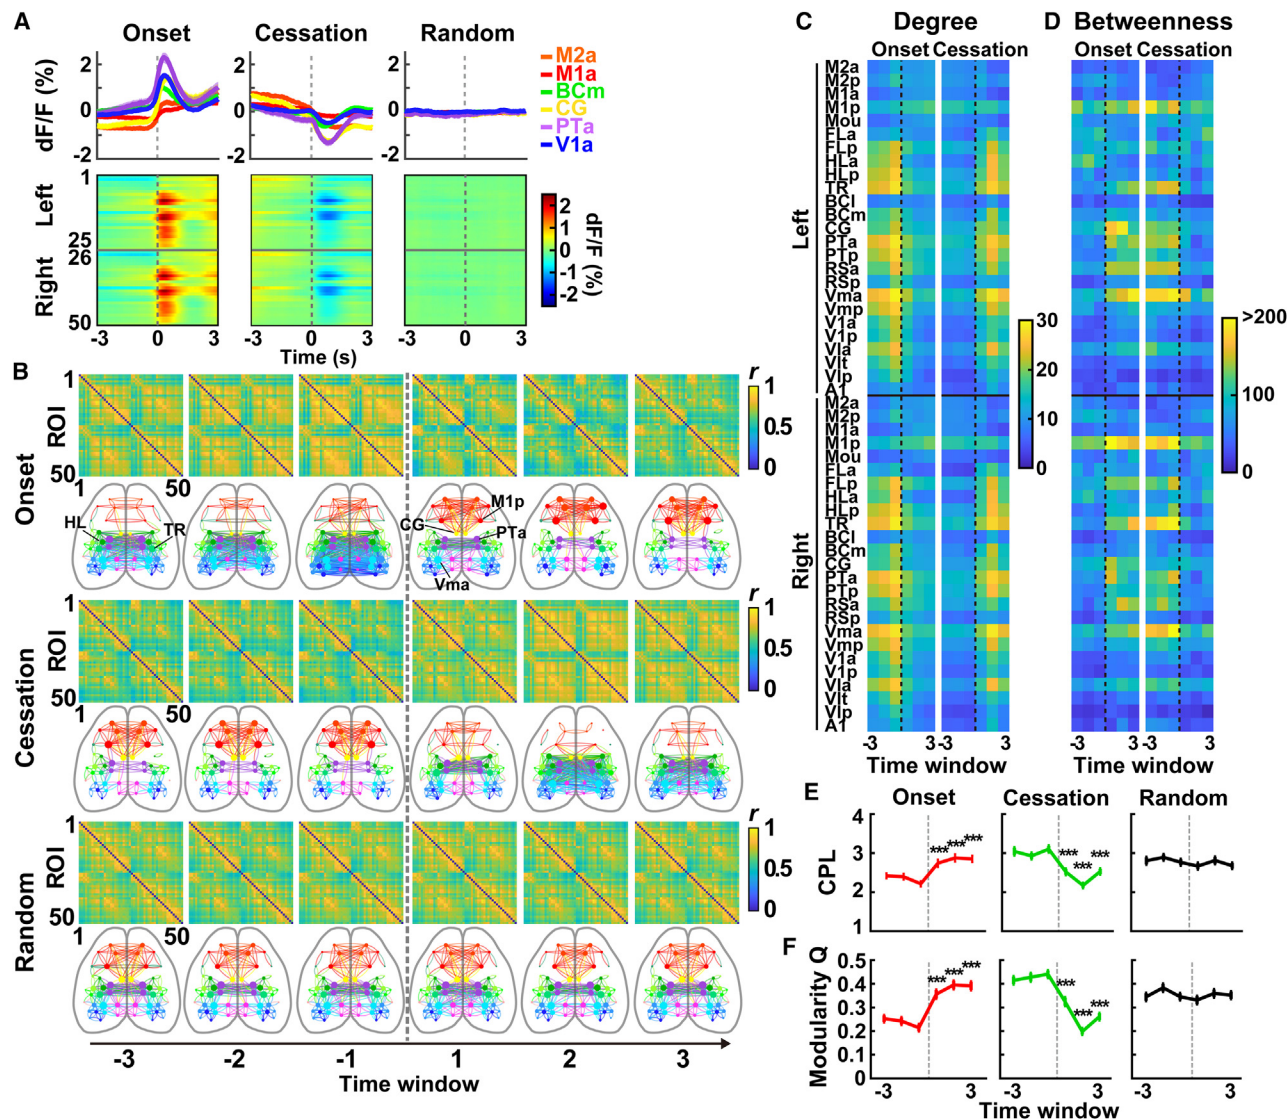 A
Onset
Cessation
Random
dF/F (%)
2
0
-2
2
0
-2
2
0
-2
M2a
M1a
BCm
CG
PTa
V1a
Left
Right
1
25
26
50
-3 0 3
-3 0 3
-3 0 3
Time (s)
2
1
0
-1
-2
dF/F (%)
B
Onset
ROI
1
50
1 50
r
1
0.5
0
HL
TR
CG
M1p
PTa
Vma
Cessation
ROI
1
50
1 50
r
1
0.5
0
Random
ROI
1
50
1 50
r
1
0.5
0
-3 -2 -1 1 2 3
Time window
C
Degree
Onset Cessation
Left
M2a
M2p
M1a
M1p
Mou
FLa
FLp
HLa
HLp
TR
BCl
BCm
CG
PTa
PTp
RSa
RSp
Vma
Vmp
V1a
V1p
Vla
Vlt
Vlp
A1
Right
M2a
M2p
M1a
M1p
Mou
FLa
FLp
HLa
HLp
TR
BCl
BCm
CG
PTa
PTp
RSa
RSp
Vma
Vmp
V1a
V1p
Vla
Vlt
Vlp
A1
-3 3 3
Time window
30
20
10
0
D
Betweenness
Onset Cessation
-3 3 3
Time window
>200
100
0
E
Onset
Cessation
Random
CPL
4
3
2
1
*** *** ***
*** *** ***
F
Modularity Q
0.5
0.4
0.3
0.2
0.1
0
*** *** ***
*** *** ***
-3 3
-3 3
-3 3
Time window